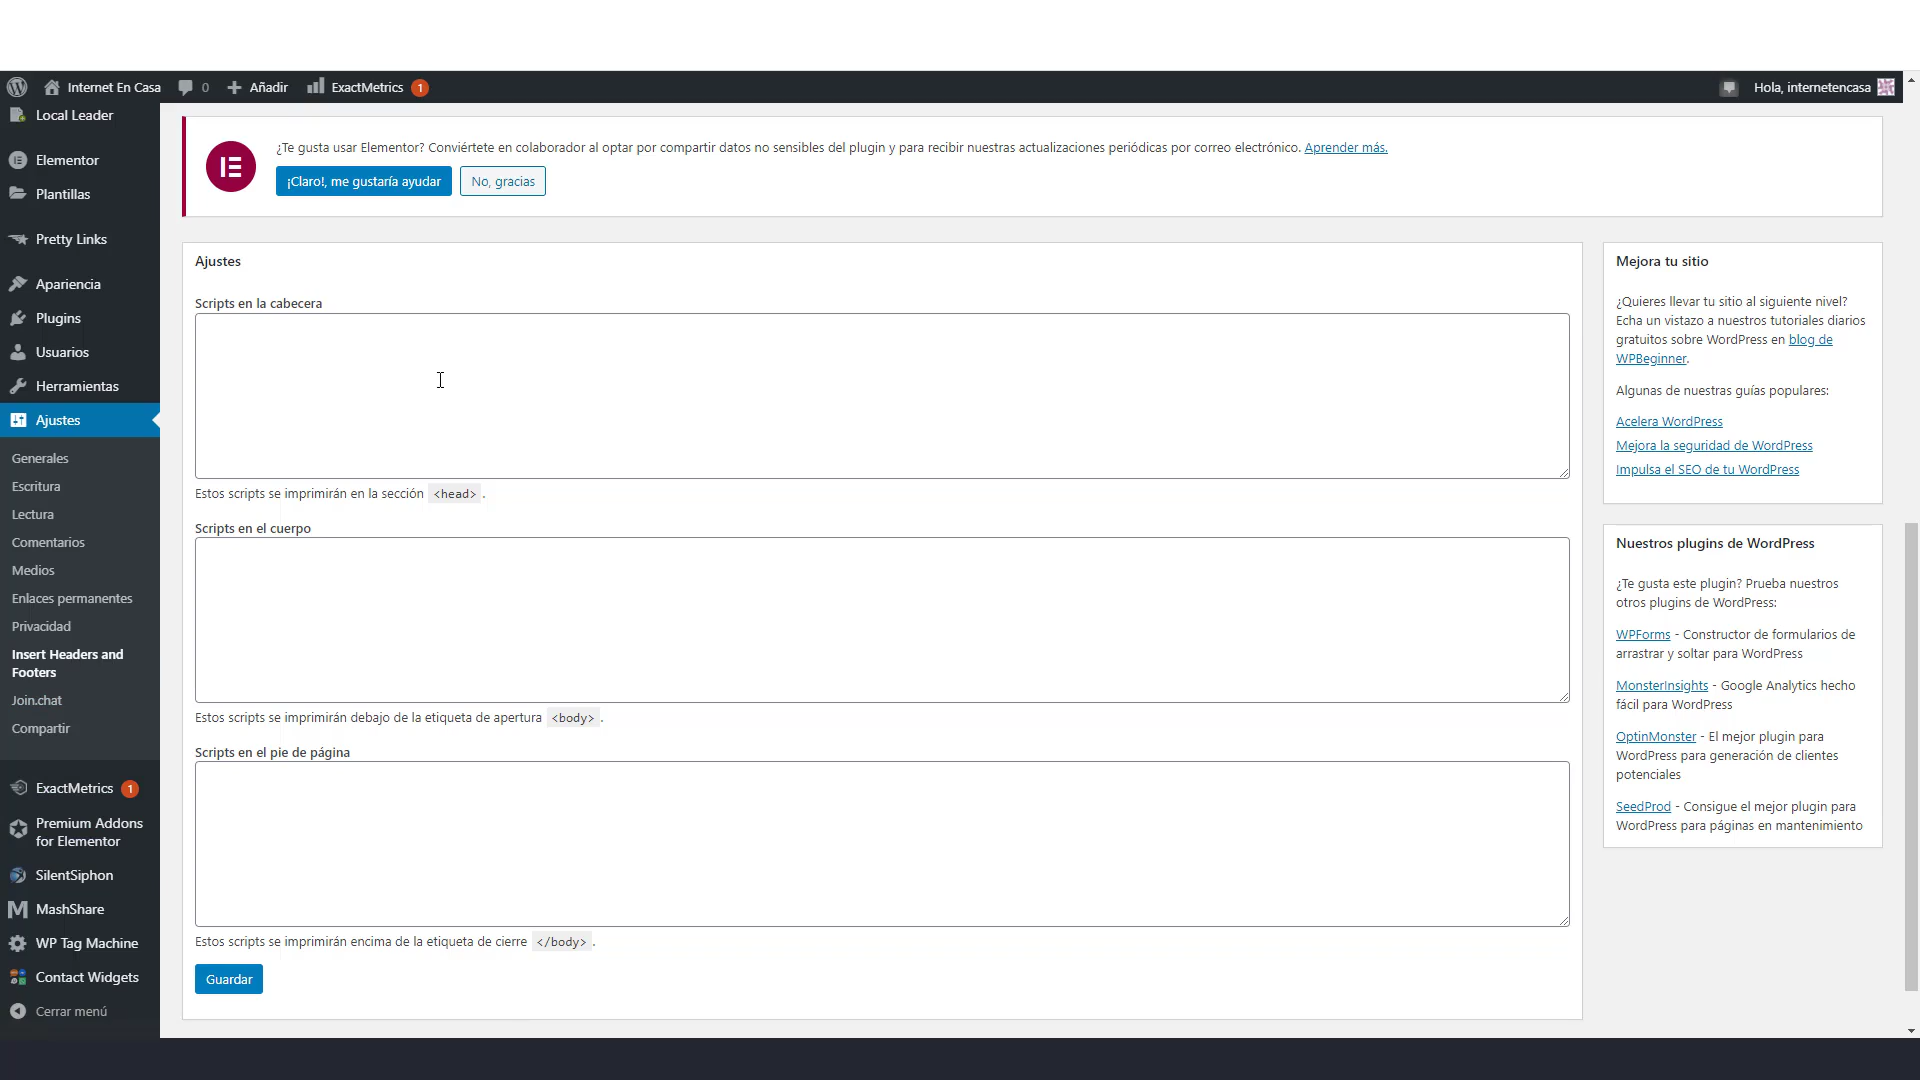 Internet En Casa
0
Añadir
ExactMetrics
1
Hola, internetencasa
Local Leader
Elementor
Plantillas
Pretty Links
Apariencia
Plugins
Usuarios
Herramientas
Ajustes
Generales
Escritura
Lectura
Comentarios
Medios
Enlaces permanentes
Privacidad
Insert Headers and
Footers
Join.chat
Compartir
ExactMetrics 1
Premium Addons
for Elementor
SilentSiphon
MashShare
WP Tag Machine
Contact Widgets
Cerrar menú
¿Te gusta usar Elementor? Conviértete en colaborador al optar por compartir datos no sensibles del plugin y para recibir nuestras actualizaciones periódicas por correo electrónico. Aprender más.
¡Claro!, me gustaría ayudar
No, gracias
Ajustes
Scripts en la cabecera
Estos scripts se imprimirán en la sección <head> .
Scripts en el cuerpo
Estos scripts se imprimirán debajo de la etiqueta de apertura <body> .
Scripts en el pie de página
Estos scripts se imprimirán encima de la etiqueta de cierre </body> .
Guardar
Mejora tu sitio
¿Quieres llevar tu sitio al siguiente nivel?
Echa un vistazo a nuestros tutoriales diarios
gratuitos sobre WordPress en blog de
WPBeginner.
Algunas de nuestras guías populares:
Acelera WordPress
Mejora la seguridad de WordPress
Impulsa el SEO de tu WordPress
Nuestros plugins de WordPress
¿Te gusta este plugin? Prueba nuestros
otros plugins de WordPress:
WPForms - Constructor de formularios de
arrastrar y soltar para WordPress
MonsterInsights - Google Analytics hecho
fácil para WordPress
OptinMonster - El mejor plugin para
WordPress para generación de clientes
potenciales
SeedProd - Consigue el mejor plugin para
WordPress para páginas en mantenimiento